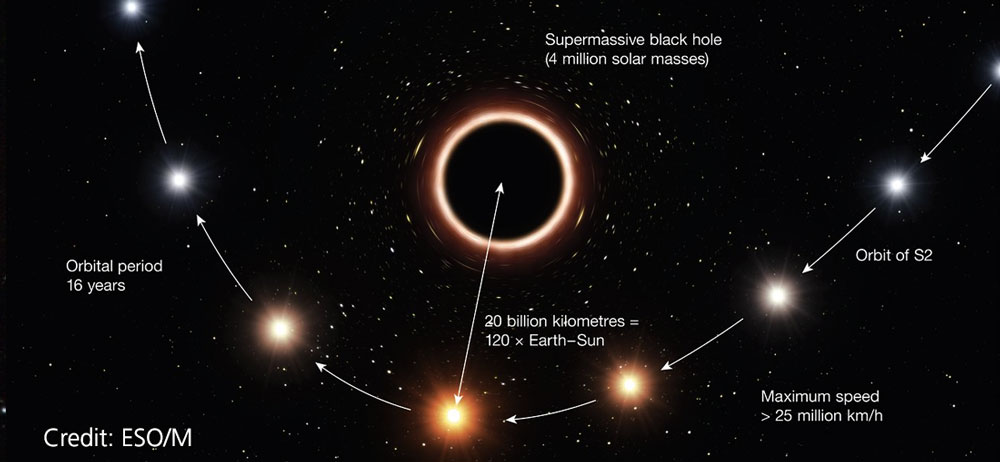 Supermassive black hole
(4 million solar masses)
Orbit of S2
Orbital period
16 years
20 billion kilometres =
120 × Earth–Sun
Maximum speed
> 25 million km/h
Credit: ESO/M